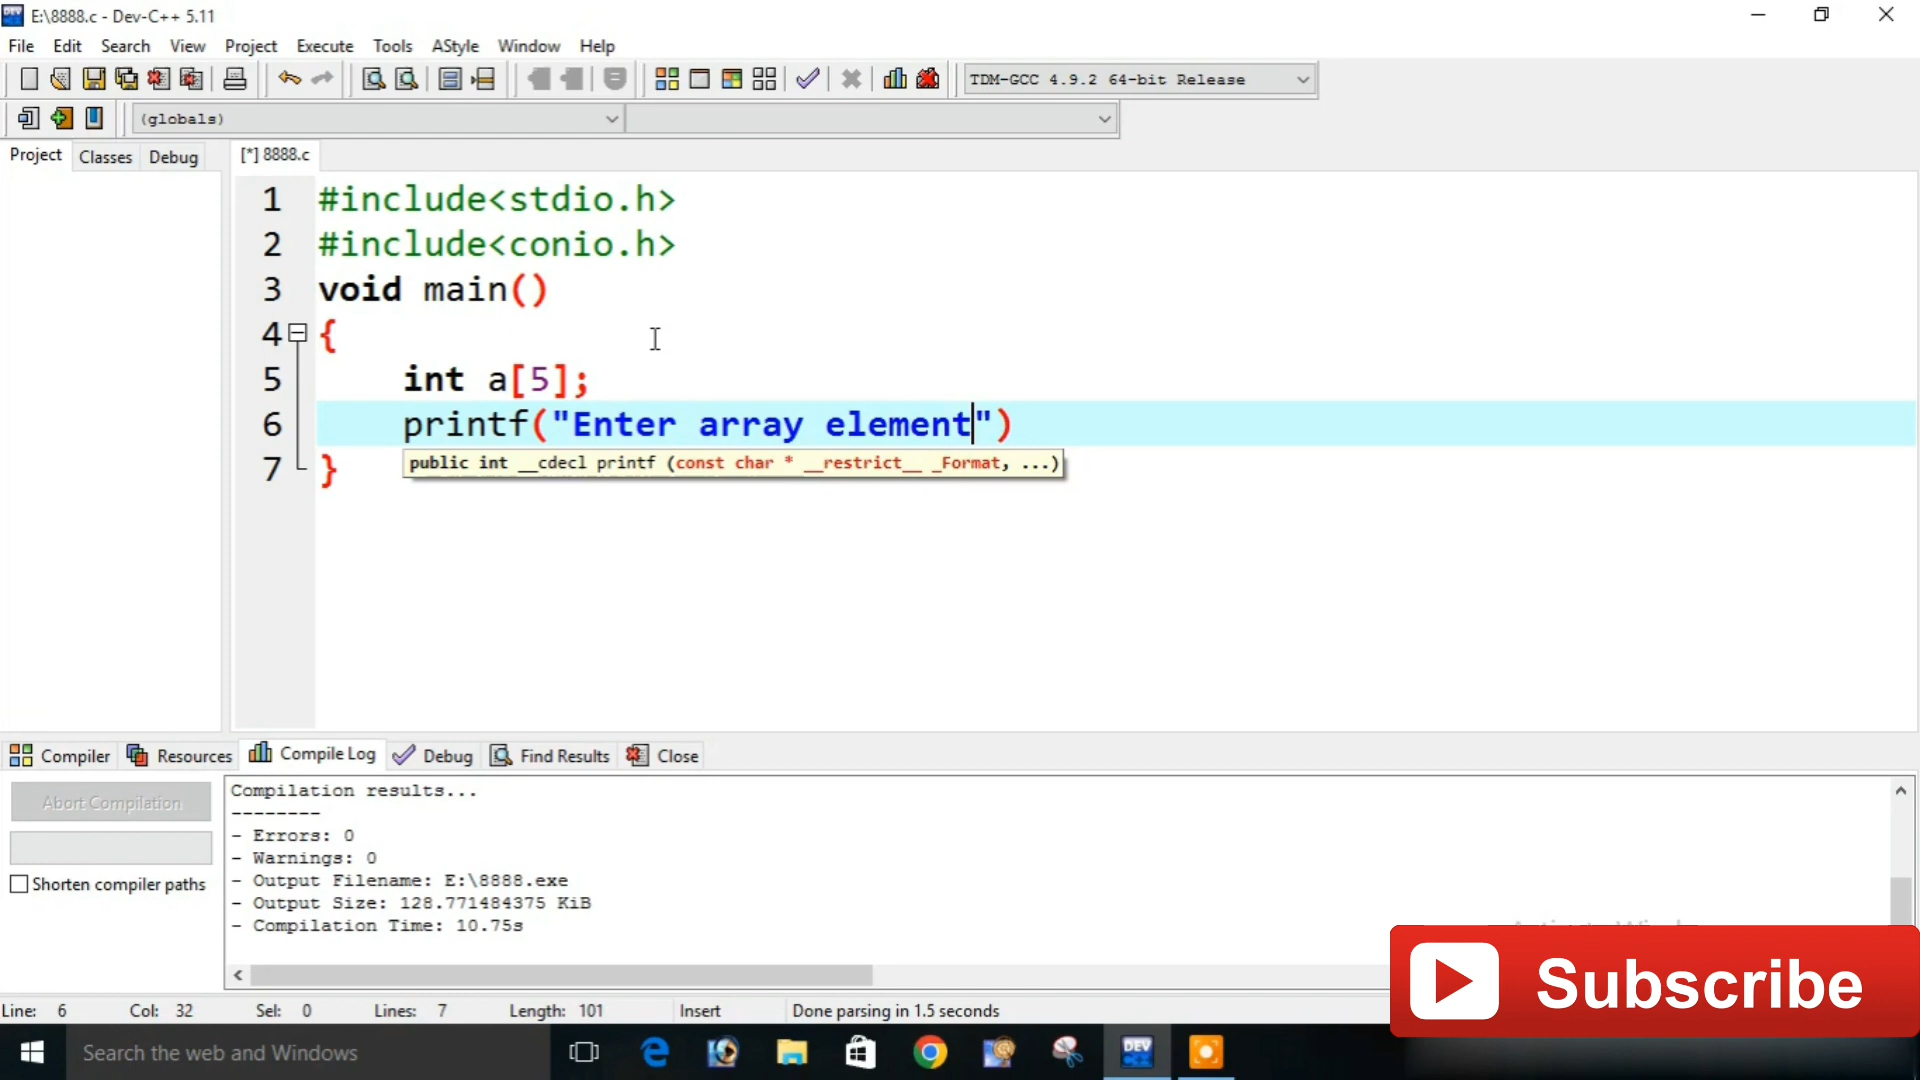 E:\8888.c - Dev-C++ 5.11
File Edit Search View Project Execute Tools AStyle Window Help
TDM-GCC 4.9.2 64-bit Release
(globals)
Project Classes Debug [*] 8888.c
1 #include<stdio.h>
2 #include<conio.h>
3 void main()
4 {
5 int a[5];
6 printf("Enter array element")
7 }
public int __cdecl printf (const char * __restrict__ _Format, ...)
Compiler Resources Compile Log Debug Find Results Close
Abort Compilation
Shorten compiler paths
Compilation results...
--------
- Errors: 0
- Warnings: 0
- Output Filename: E:\8888.exe
- Output Size: 128.771484375 KiB
- Compilation Time: 10.75s
Subscribe
Line: 6 Col: 32 Sel: 0 Lines: 7 Length: 101 Insert Done parsing in 1.5 seconds
Search the web and Windows
DEV